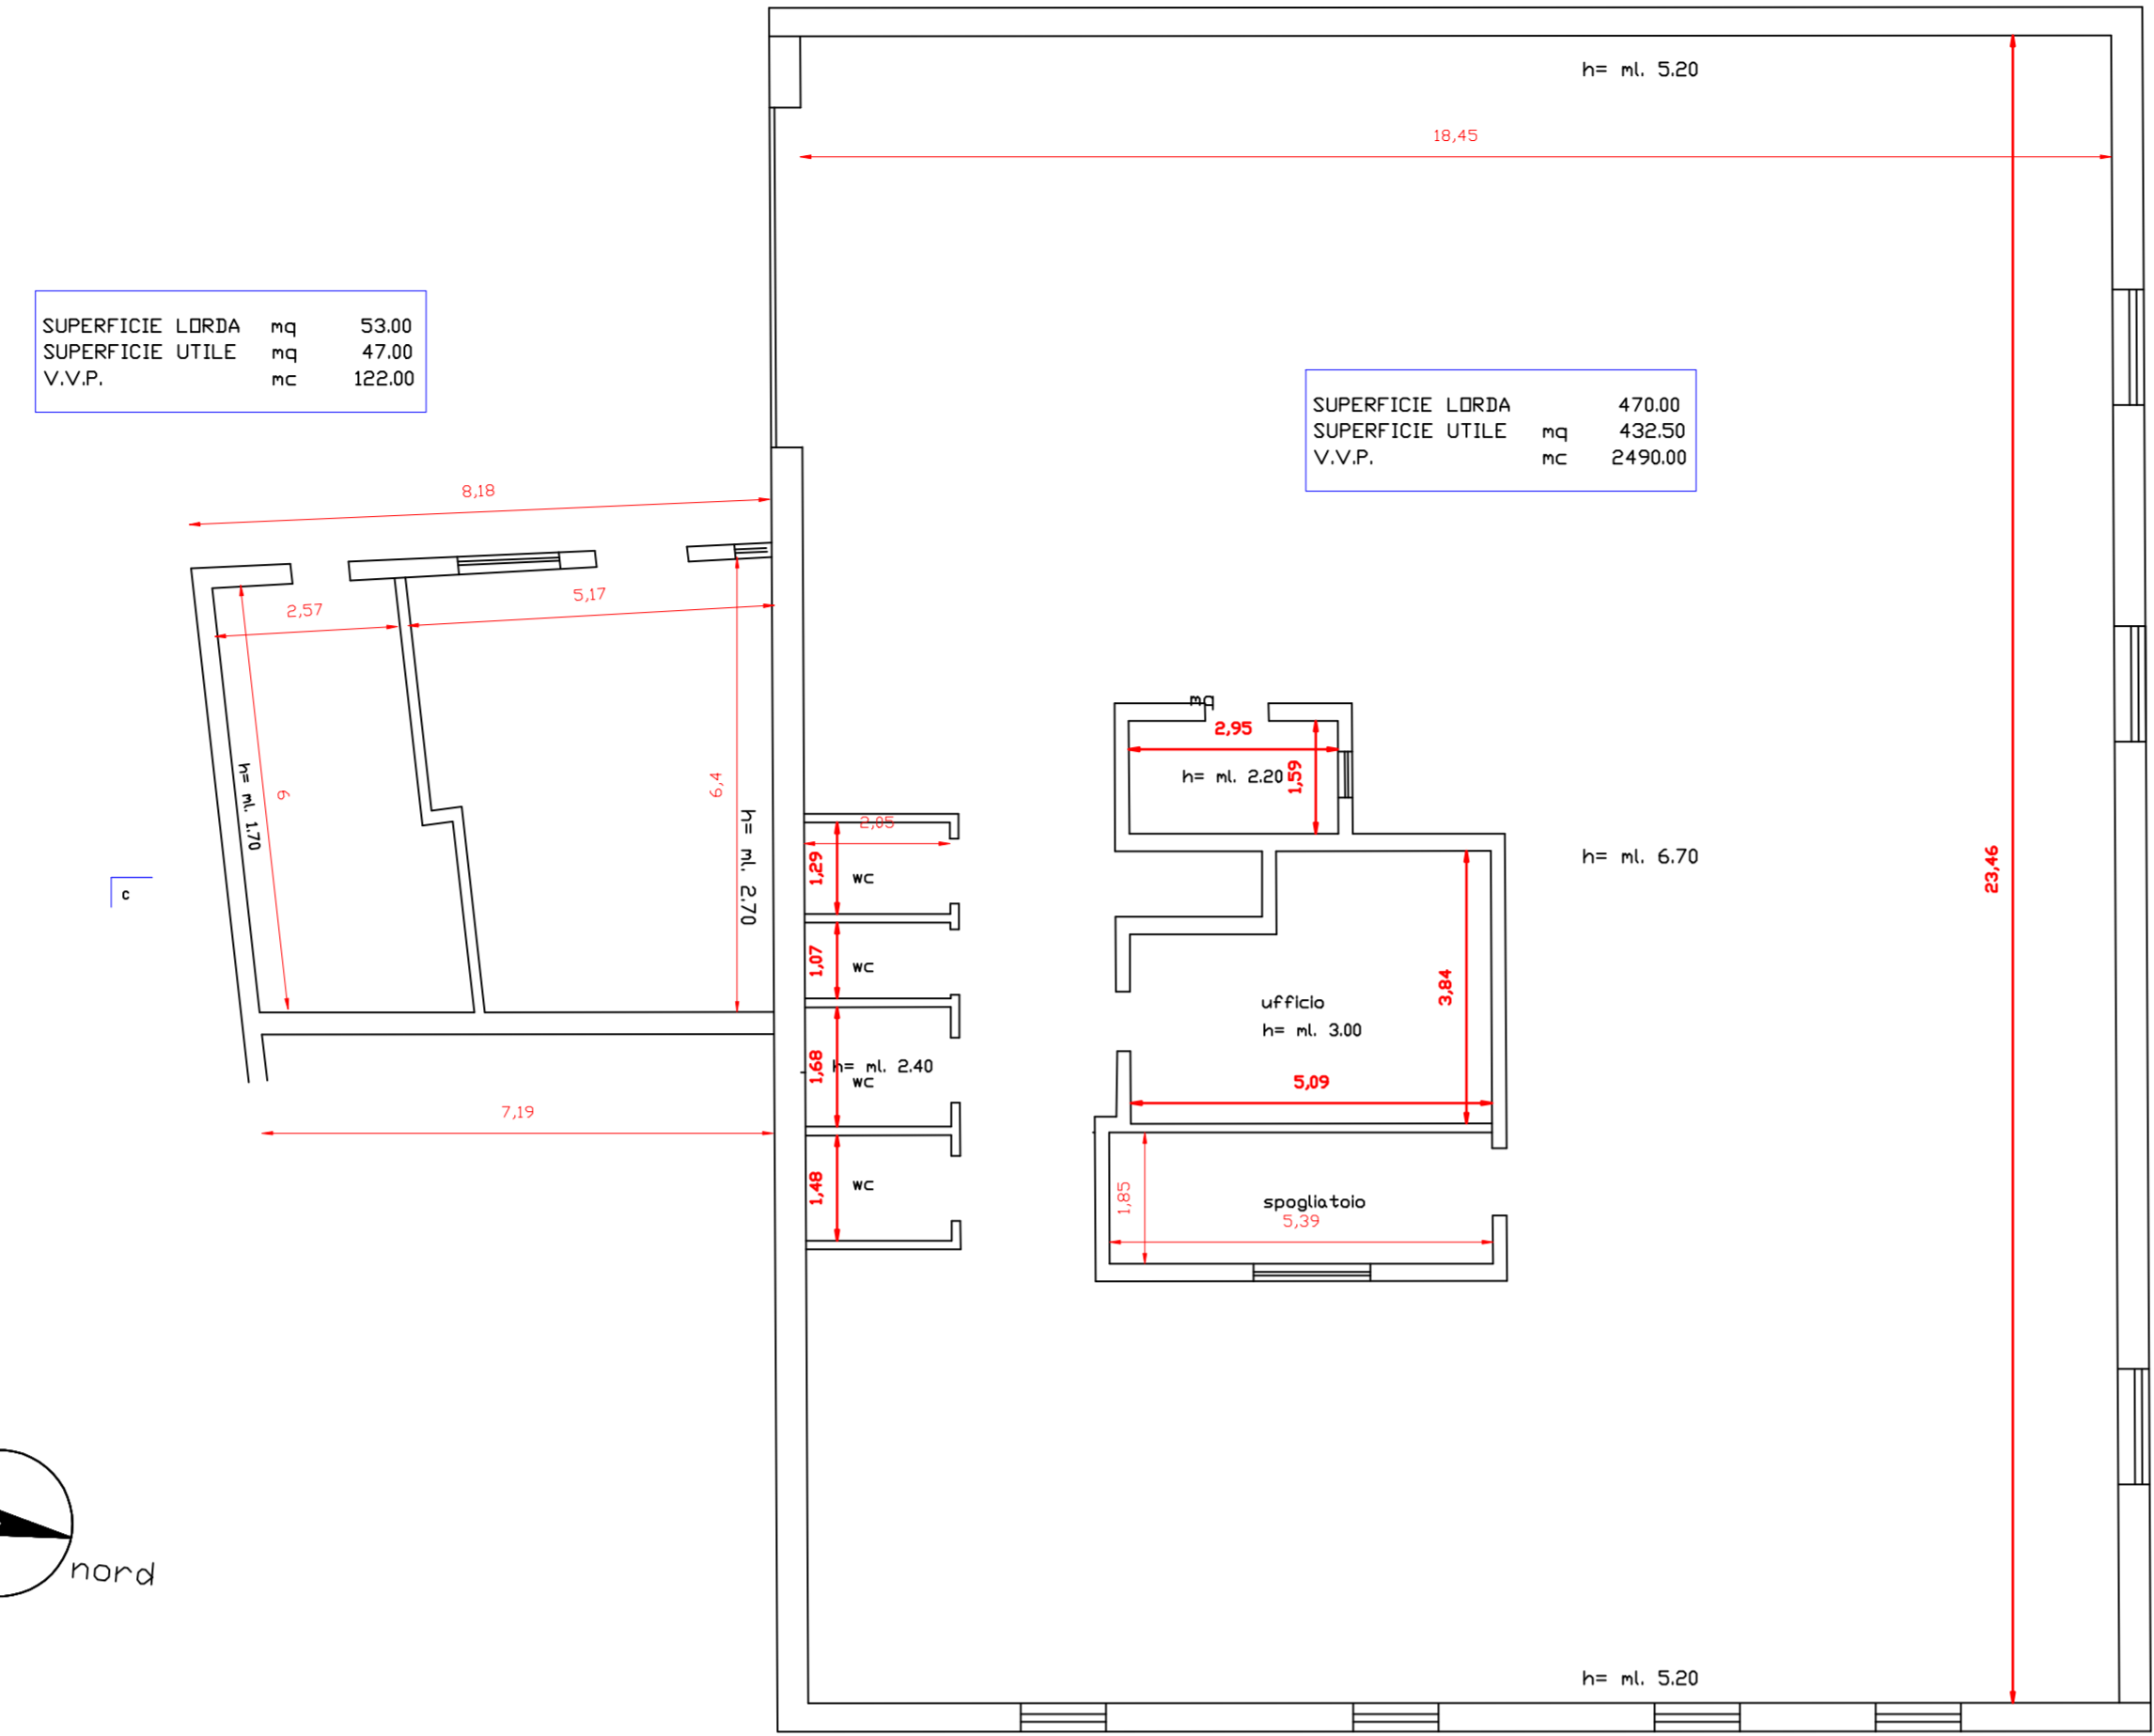 h= ml. 5.20
18,45
SUPERFICIE LORDA mq 53.00
SUPERFICIE UTILE mq 47.00
V.V.P. mc 122.00
SUPERFICIE LORDA 470.00
SUPERFICIE UTILE mq 432.50
V.V.P. mc 2490.00
8,18
2,57
5,17
mq
2,95
h= ml. 2.20
1,59
h= ml. 1.70
6
6,4
h= ml. 2.70
2,05
1,29
wc
h= ml. 6.70
23,46
c
1,07
wc
3,84
ufficio
h= ml. 3.00
1,68
h= ml. 2.40
wc
5,09
7,19
1,48
wc
1,85
spogliatoio
5,39
nord
h= ml. 5.20